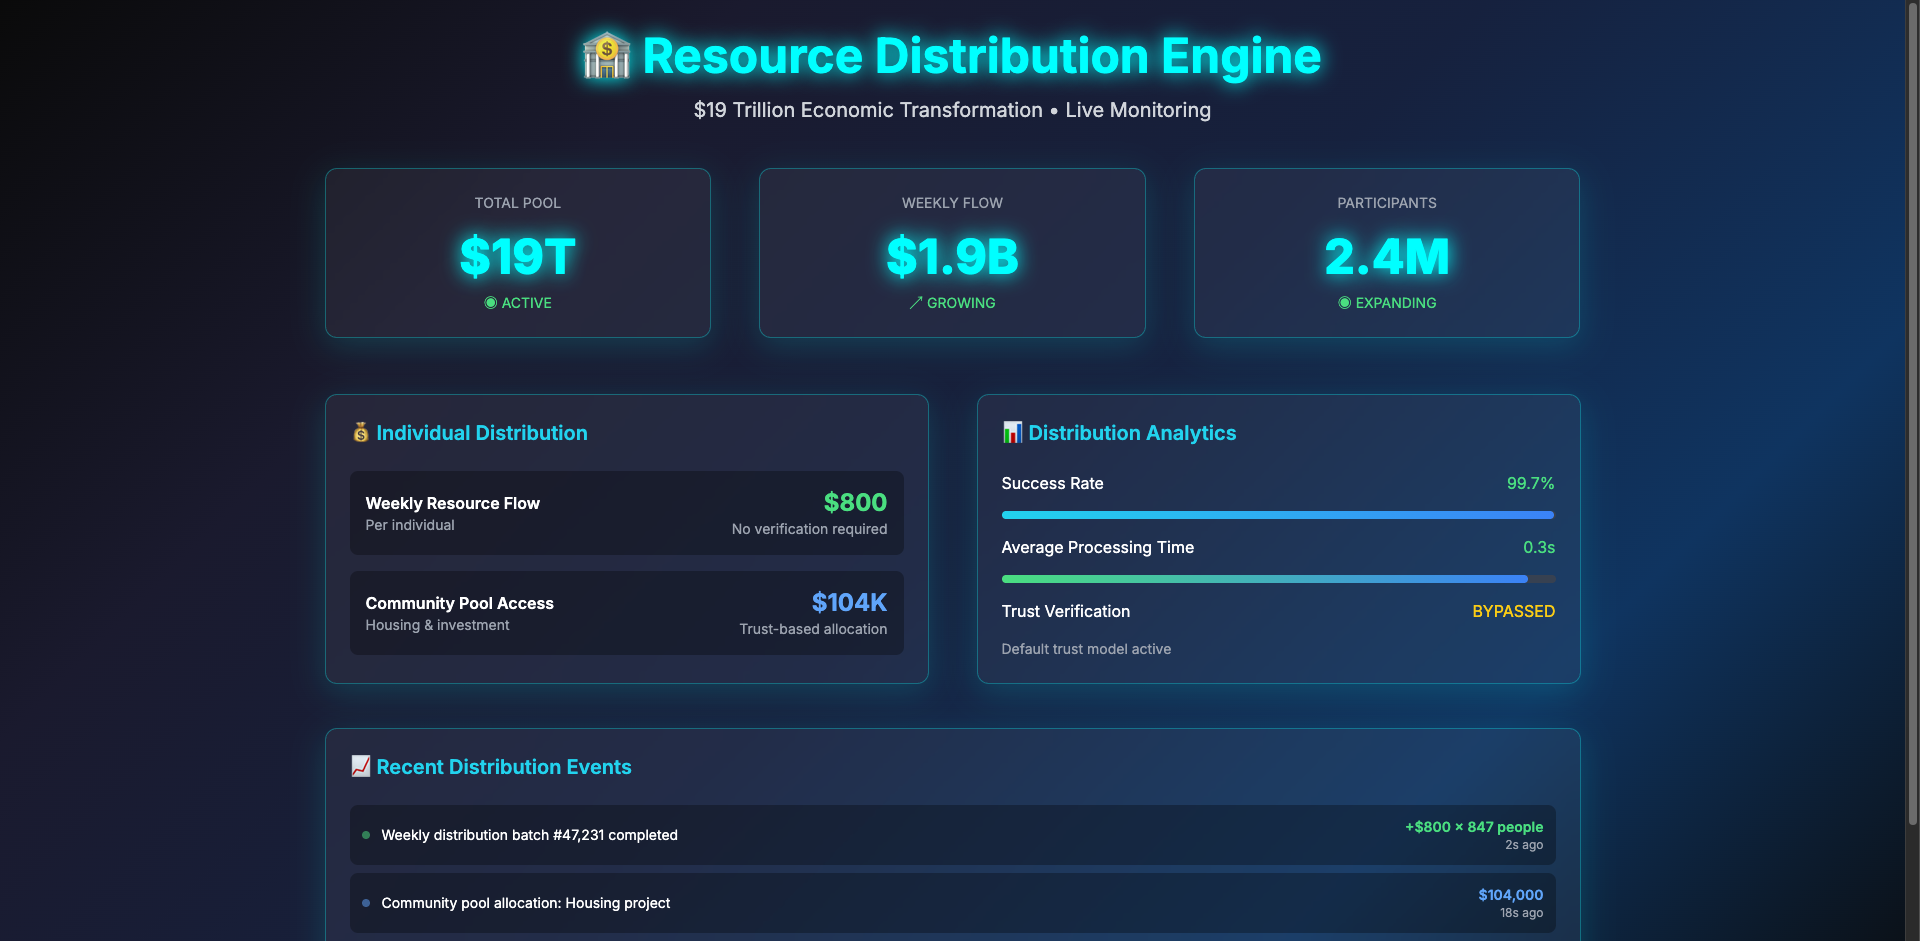 Resource Distribution Engine
$19 Trillion Economic Transformation • Live Monitoring
TOTAL POOL
$19T
◉ ACTIVE
WEEKLY FLOW
$1.9B
↗ GROWING
PARTICIPANTS
2.4M
◉ EXPANDING
💰 Individual Distribution
Weekly Resource Flow
Per individual
$800
No verification required
Community Pool Access
Housing & investment
$104K
Trust-based allocation
📊 Distribution Analytics
Success Rate 99.7%
Average Processing Time 0.3s
Trust Verification BYPASSED
Default trust model active
📈 Recent Distribution Events
Weekly distribution batch #47,231 completed
+$800 × 847 people
2s ago
Community pool allocation: Housing project
$104,000
18s ago